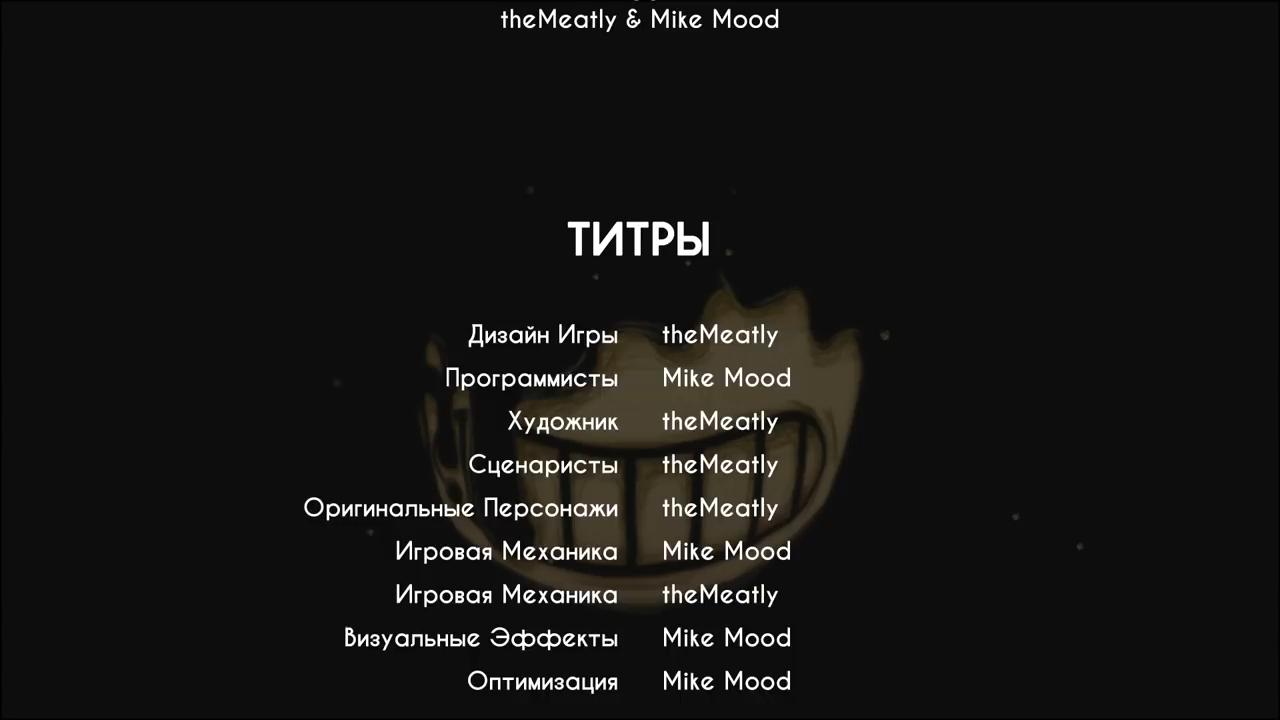 theMeatly & Mike Mood
ТИТРЫ
Дизайн Игры theMeatly
Программисты Mike Mood
Художник theMeatly
Сценаристы theMeatly
Оригинальные Персонажи theMeatly
Игровая Механика Mike Mood
Игровая Механика theMeatly
Визуальные Эффекты Mike Mood
Оптимизация Mike Mood